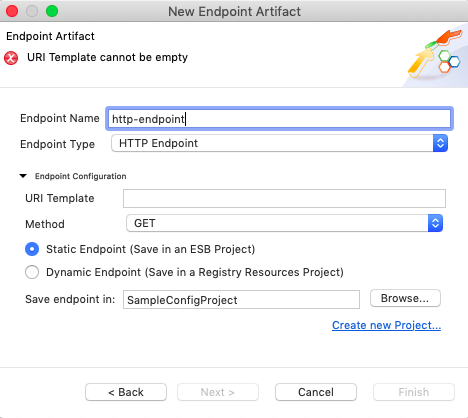 New Endpoint Artifact
Endpoint Artifact
URI Template cannot be empty
Endpoint Name http-endpoint
Endpoint Type HTTP Endpoint
Endpoint Configuration
URI Template
Method GET
Static Endpoint (Save in an ESB Project)
Dynamic Endpoint (Save in a Registry Resources Project)
Save endpoint in: SampleConfigProject Browse...
Create new Project...
< Back Next > Cancel Finish